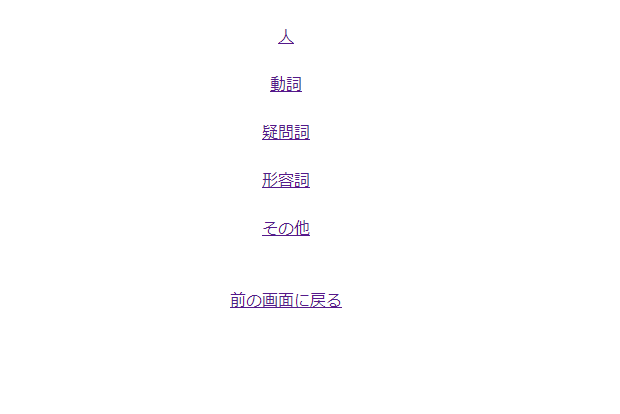 人
動詞
疑問詞
形容詞
その他
前の画面に戻る